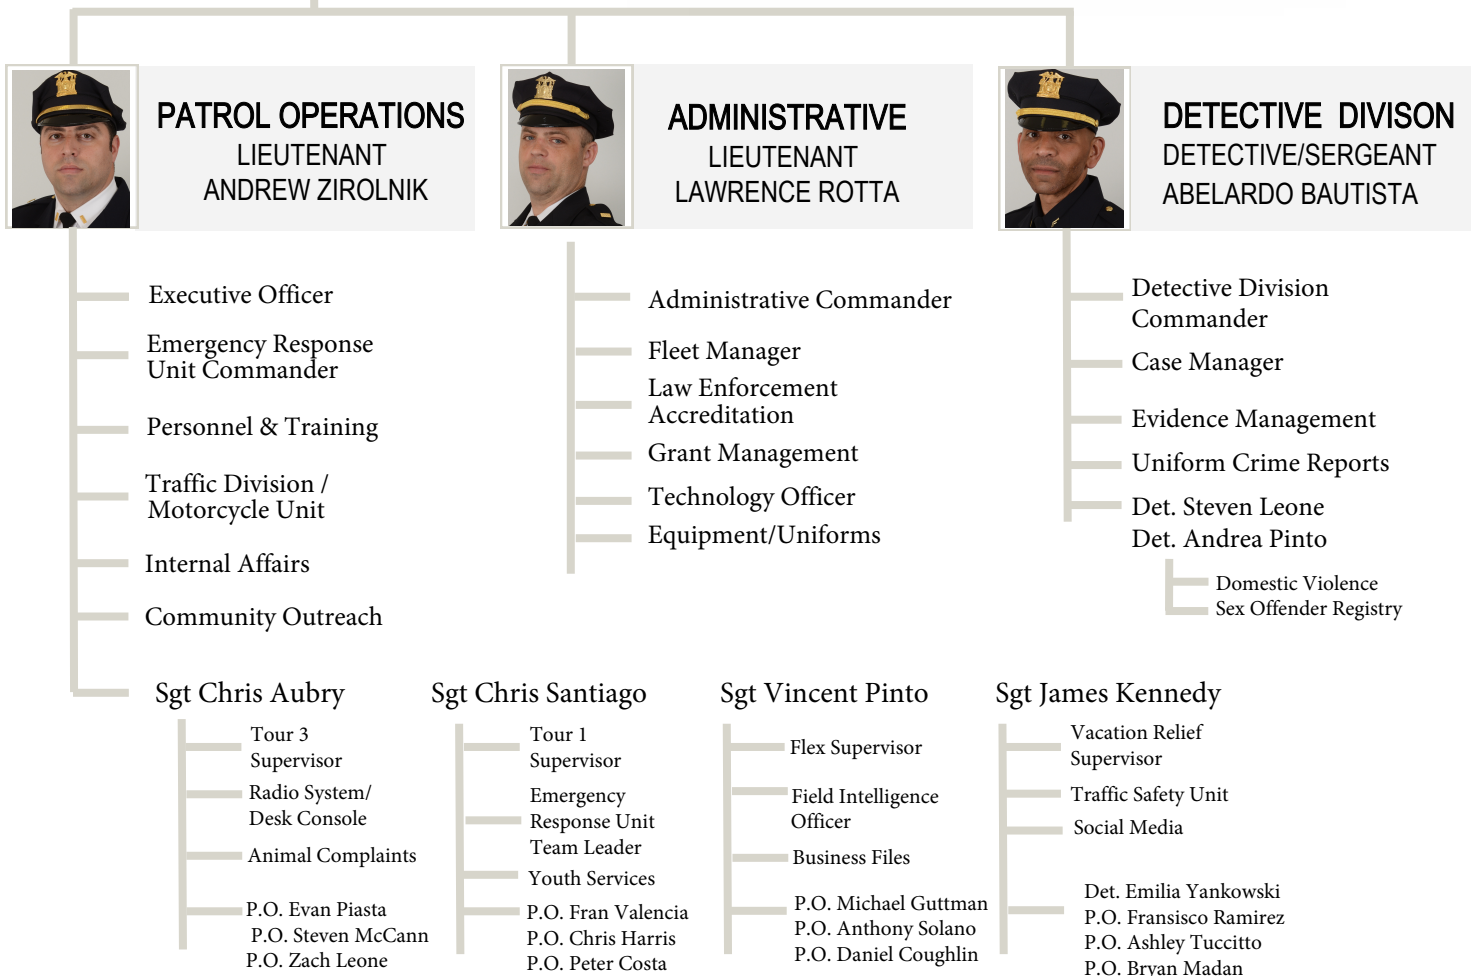 PATROL OPERATIONS
LIEUTENANT
ANDREW ZIROLNIK
Executive Officer
Emergency Response
Unit Commander
Personnel & Training
Traffic Division /
Motorcycle Unit
Internal Affairs
Community Outreach
ADMINISTRATIVE
LIEUTENANT
LAWRENCE ROTTA
Administrative Commander
Fleet Manager
Law Enforcement
Accreditation
Grant Management
Technology Officer
Equipment/Uniforms
DETECTIVE DIVISON
DETECTIVE/SERGEANT
ABELARDO BAUTISTA
Detective Division
Commander
Case Manager
Evidence Management
Uniform Crime Reports
Det. Steven Leone
Det. Andrea Pinto
Domestic Violence
Sex Offender Registry
Sgt Chris Aubry
Tour 3
Supervisor
Radio System/
Desk Console
Animal Complaints
P.O. Evan Piasta
P.O. Steven McCann
P.O. Zach Leone
Sgt Chris Santiago
Tour 1
Supervisor
Emergency
Response Unit
Team Leader
Youth Services
P.O. Fran Valencia
P.O. Chris Harris
P.O. Peter Costa
Sgt Vincent Pinto
Flex Supervisor
Field Intelligence
Officer
Business Files
P.O. Michael Guttman
P.O. Anthony Solano
P.O. Daniel Coughlin
Sgt James Kennedy
Vacation Relief
Supervisor
Traffic Safety Unit
Social Media
Det. Emilia Yankowski
P.O. Fransisco Ramirez
P.O. Ashley Tuccitto
P.O. Bryan Madan